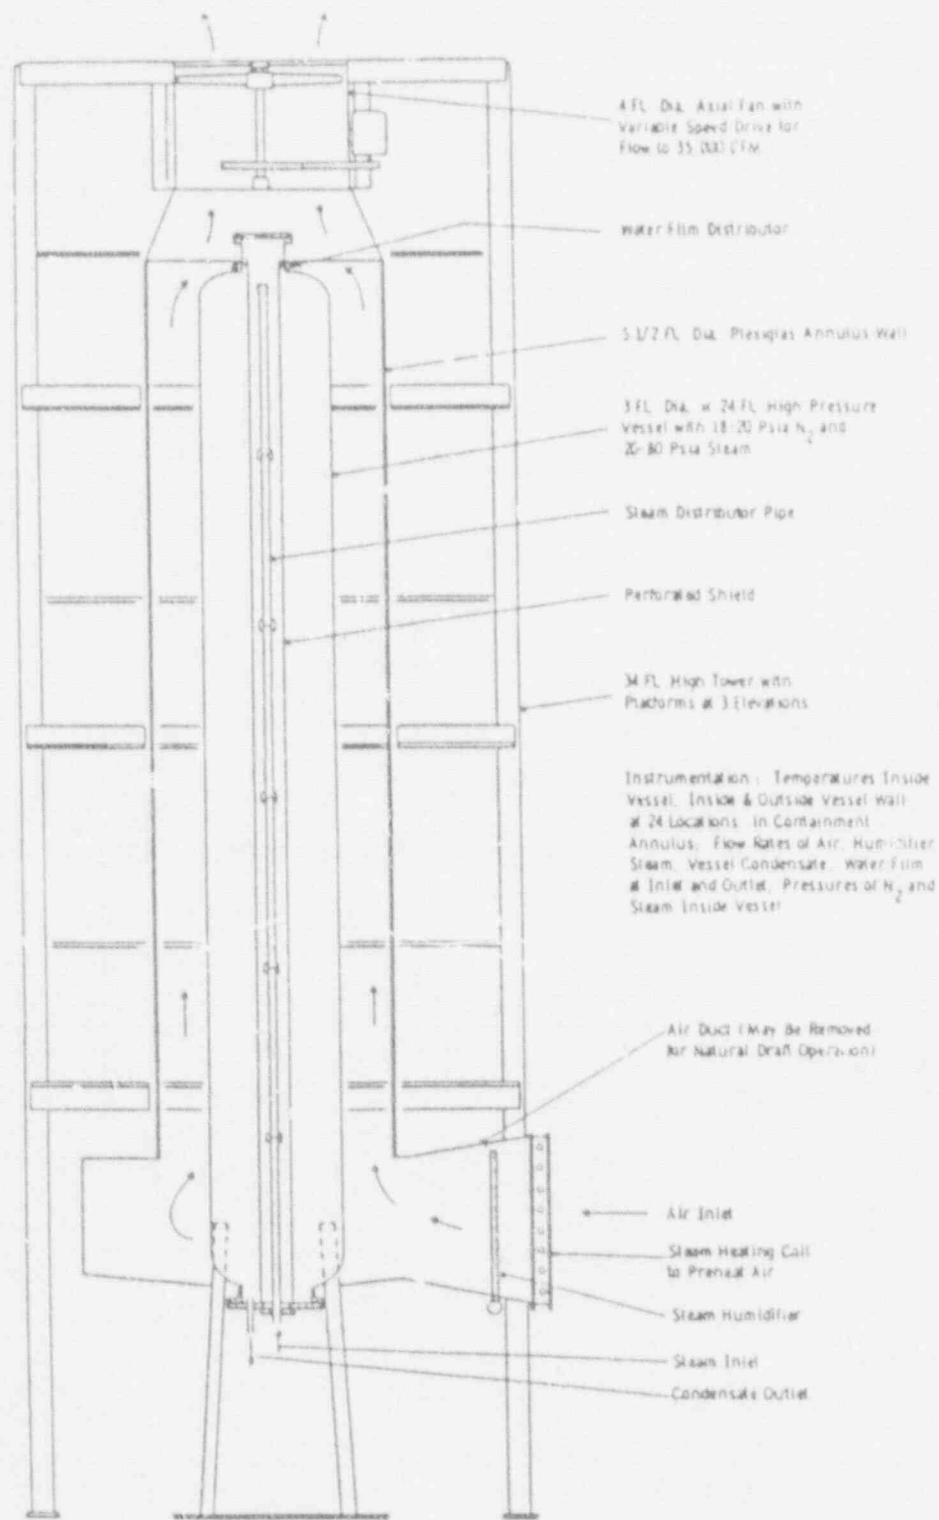 4 Ft. Dia. Axial Fan with
Variable Speed Drive for
Flow to 35,000 CFM
Water Film Distributor
5 1/2 Ft. Dia. Plexiglas Annulus Wall
3 Ft. Dia. x 24 Ft. High Pressure
Vessel with 18-20 Psia N2 and
20-80 Psia Steam
Steam Distributor Pipe
Perforated Shield
34 Ft. High Tower with
Platforms at 3 Elevations
Instrumentation: Temperatures Inside
Vessel, Inside & Outside Vessel Wall
at 24 Locations, in Containment
Annulus; Flow Rates of Air, Humidifier
Steam, Vessel Condensate, Water Film
at Inlet and Outlet, Pressures of N2 and
Steam Inside Vessel
Air Duct (May Be Removed
for Natural Draft Operation)
Air Inlet
Steam Heating Coil
to Preheat Air
Steam Humidifier
Steam Inlet
Condensate Outlet